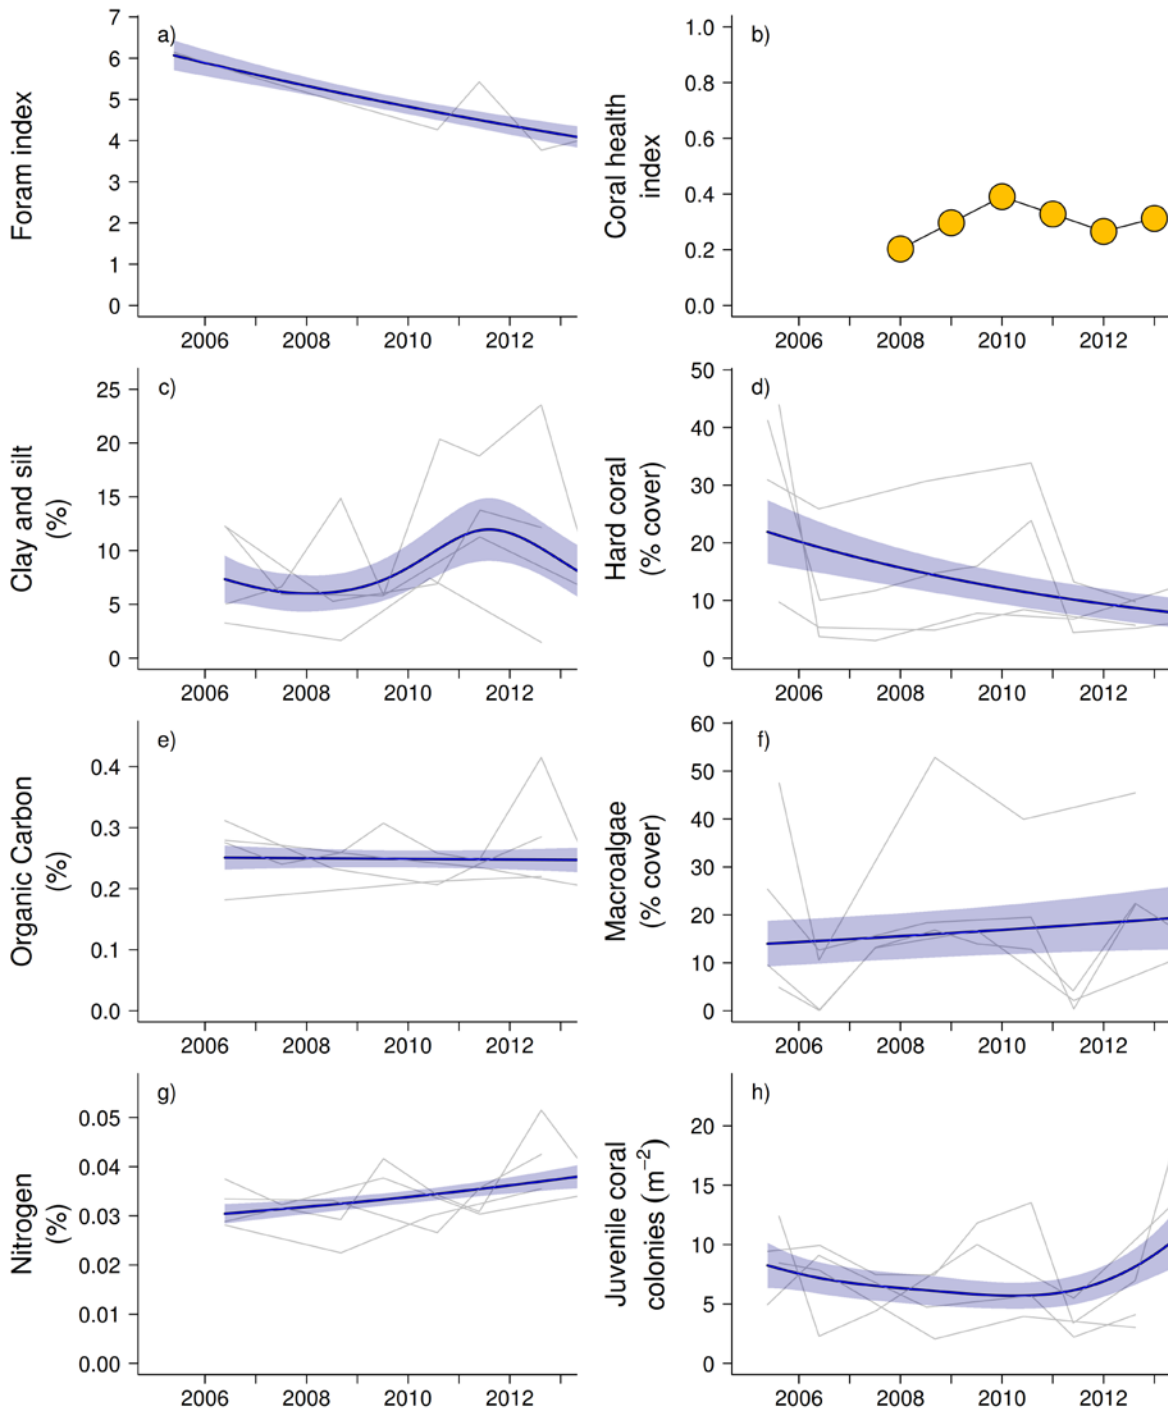 a)
Foram index
7
6
5
4
3
2
1
0
2006 2008 2010 2012
b)
Coral health
index
1.0
0.8
0.6
0.4
0.2
0.0
2006 2008 2010 2012
c)
Clay and silt
(%)
25
20
15
10
5
0
2006 2008 2010 2012
d)
Hard coral
(% cover)
50
40
30
20
10
0
2006 2008 2010 2012
e)
Organic Carbon
(%)
0.4
0.3
0.2
0.1
0.0
2006 2008 2010 2012
f)
Macroalgae
(% cover)
60
50
40
30
20
10
0
2006 2008 2010 2012
g)
Nitrogen
(%)
0.05
0.04
0.03
0.02
0.01
0.00
2006 2008 2010 2012
h)
Juvenile coral
colonies (m⁻²)
20
15
10
5
0
2006 2008 2010 2012